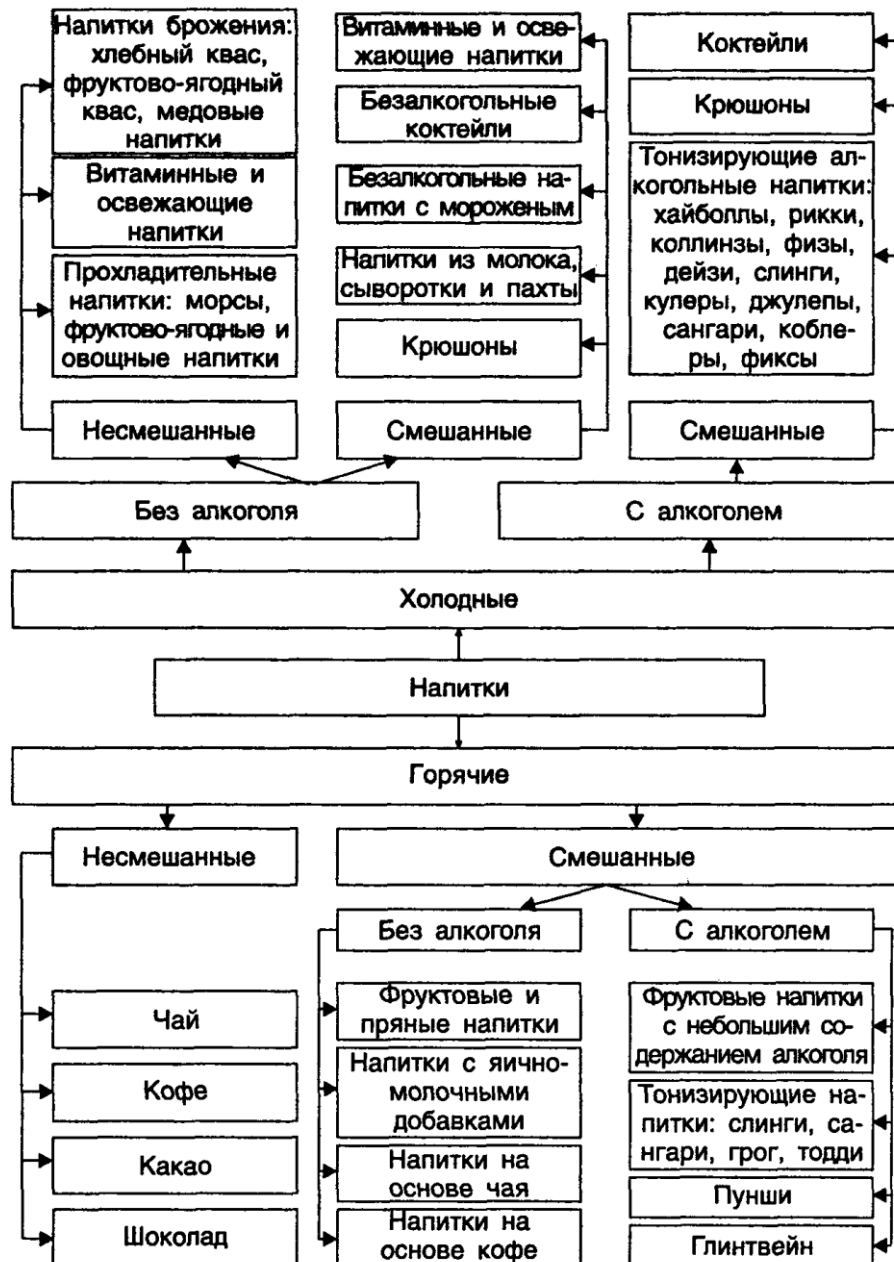 Напитки брожения:
хлебный квас,
фруктово-ягодный
квас, медовые
напитки
Витаминные и
освежающие
напитки
Прохладительные
напитки: морсы,
фруктово-ягодные и
овощные напитки
Несмешанные
Витаминные и осве-
жающие напитки
Безалкогольные
коктейли
Безалкогольные на-
питки с мороженым
Напитки из молока,
сыворотки и пахты
Крюшоны
Смешанные
Коктейли
Крюшоны
Тонизирующие ал-
когольные напитки:
хайболлы, рикки,
коллинзы, физы,
дейзи, слинги,
кулеры, джулепы,
сангари, кобле-
ры, фиксы
Смешанные
Без алкоголя
С алкоголем
Холодные
Напитки
Горячие
Несмешанные
Смешанные
Чай
Кофе
Какао
Шоколад
Без алкоголя
Фруктовые и
пряные напитки
Напитки с яично-
молочными
добавками
Напитки на
основе чая
Напитки на
основе кофе
С алкоголем
Фруктовые напитки
с небольшим со-
держанием алкоголя
Тонизирующие на-
питки: слинги, са-
нгари, грог, тодди
Пунши
Глинтвейн